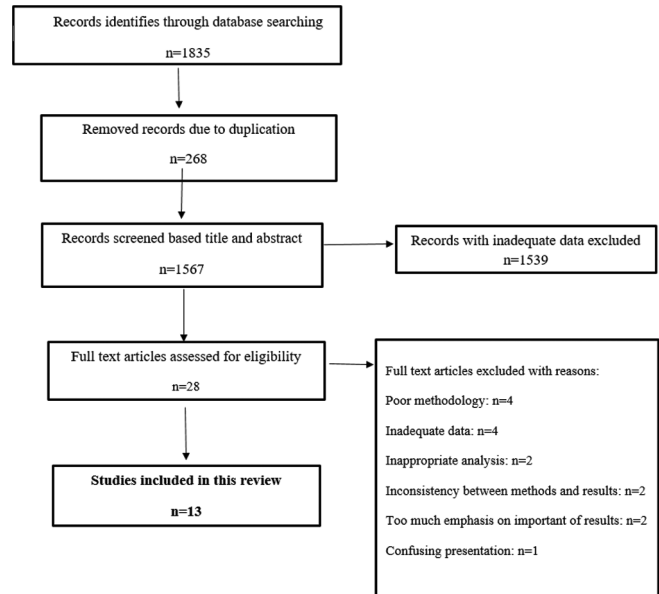 Records identifies through database searching
n=1835
Removed records due to duplication
n=268
Records screened based title and abstract
n=1567
Records with inadequate data excluded
n=1539
Full text articles assessed for eligibility
n=28
Full text articles excluded with reasons:
Poor methodology: n=4
Inadequate data: n=4
Inappropriate analysis: n=2
Inconsistency between methods and results: n=2
Too much emphasis on important of results: n=2
Confusing presentation: n=1
Studies included in this review
n=13